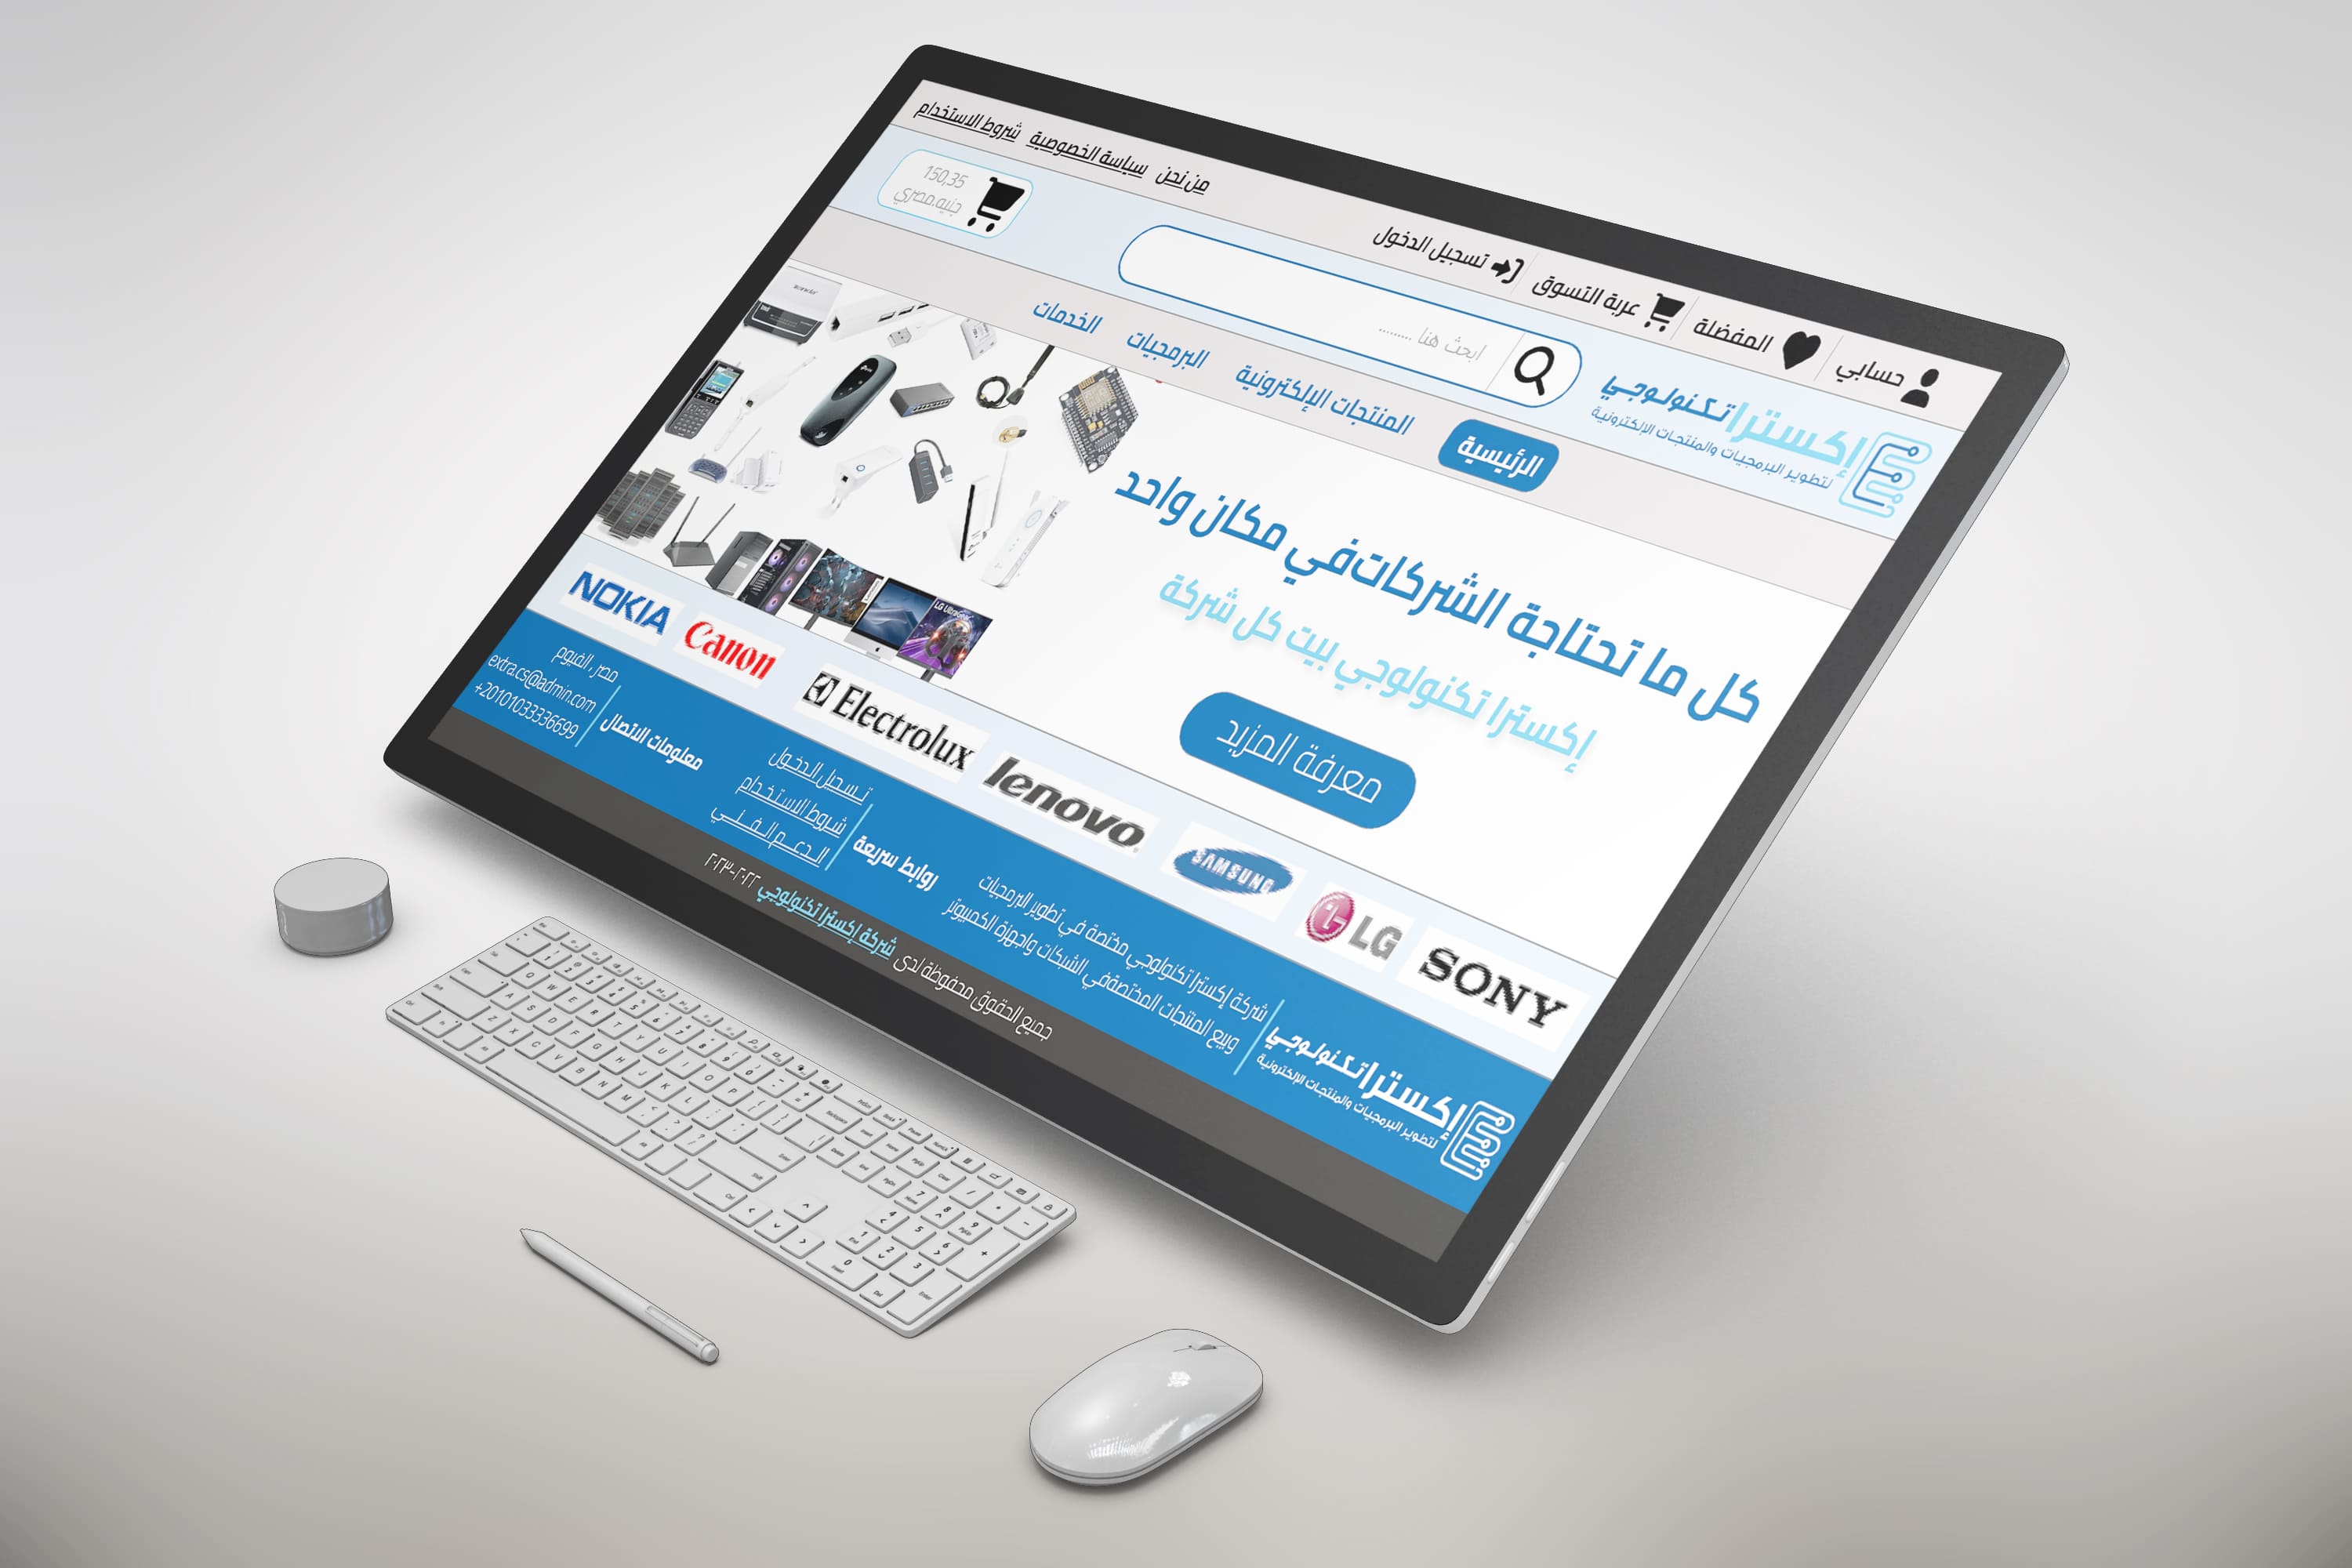 حسابي
المفضلة
عربة التسوق
تسجيل الدخول
من نحن
سياسة الخصوصية
شروط الاستخدام
إكسترا تكنولوجي
لتطوير البرمجيات والمنتجات الإلكترونية
ابحث هنا .........
150,35
جنيه.مصري
الرئيسية
المنتجات الإلكترونية
البرمجيات
الخدمات
كل ما تحتاجة الشركات في مكان واحد
إكسترا تكنولوجي بيت كل شركة
معرفة المزيد
SONY
LG
SAMSUNG
lenovo
Electrolux
Canon
NOKIA
إكسترا تكنولوجي
لتطوير البرمجيات والمنتجات الإلكترونية
شركة إكسترا تكنولوجي مختصة في تطوير البرمجيات
وبيع المنتجات المختصة في الشبكات واجهزة الكمبيوتر
روابط سريعة
تسجيل الدخول
شروط الاستخدام
الدعم الفني
معلومات الاتصال
مصر , الفيوم
extra.cs@admin.com
+201010333336699
جميع الحقوق محفوظة لدى شركة إكسترا تكنولوجي ٢٠٢٢-٢٠٢٣